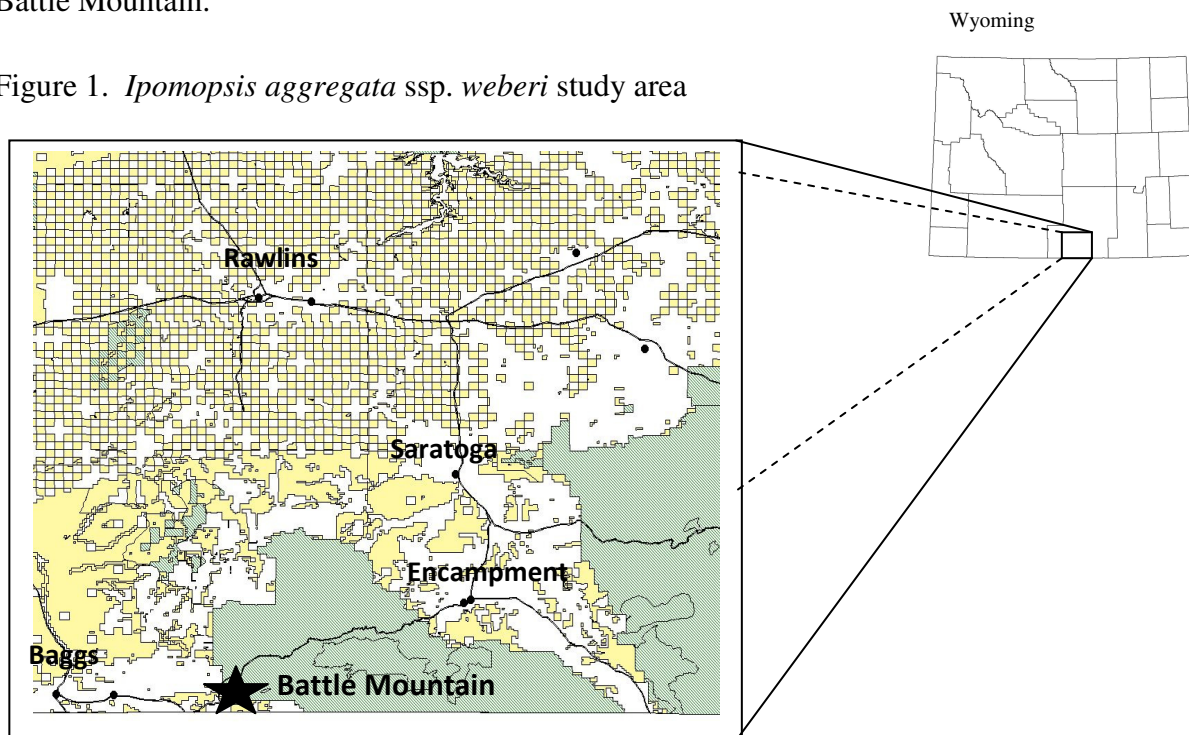 Battle Mountain.
Wyoming
Figure 1. Ipomopsis aggregata ssp. weberi study area
Rawlins
Saratoga
Encampment
Baggs
Battle Mountain